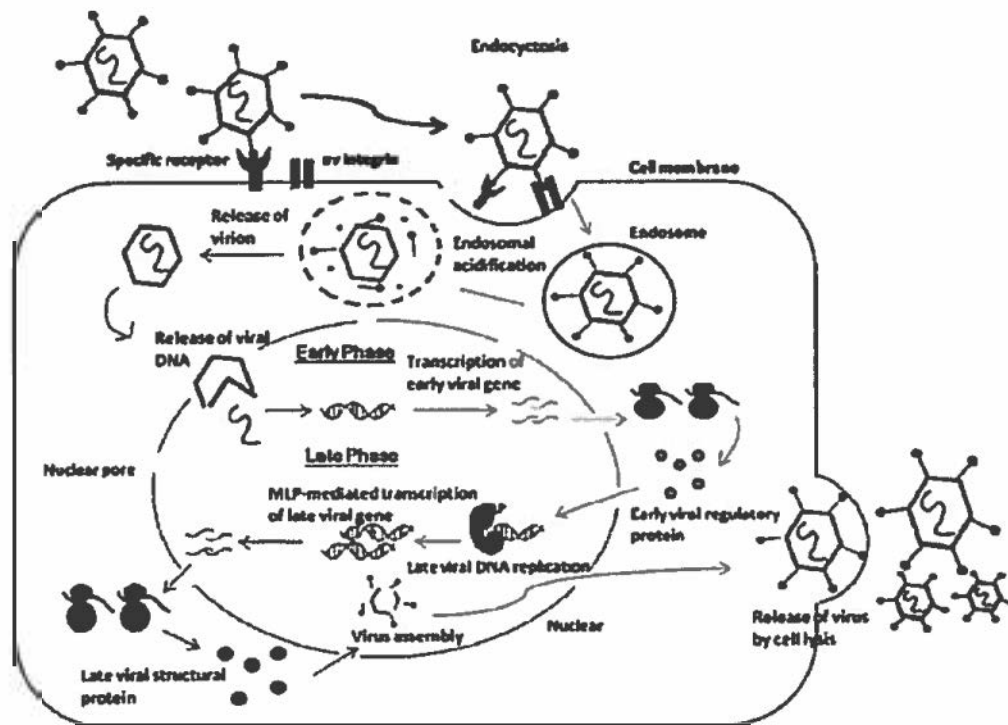 Endocyctosis
Specific receptor
αv integrin
Cell membrane
Release of
virion
Endosomal
acidification
Endosome
Release of viral
DNA
Early Phase
Transcription of
early viral gene
Nuclear pore
Late Phase
MLP-mediated transcription
of late viral gene
Early viral regulatory
protein
Late viral DNA replication
Virus assembly
Nuclear
Release of virus
by cell lysis
Late viral structural
protein